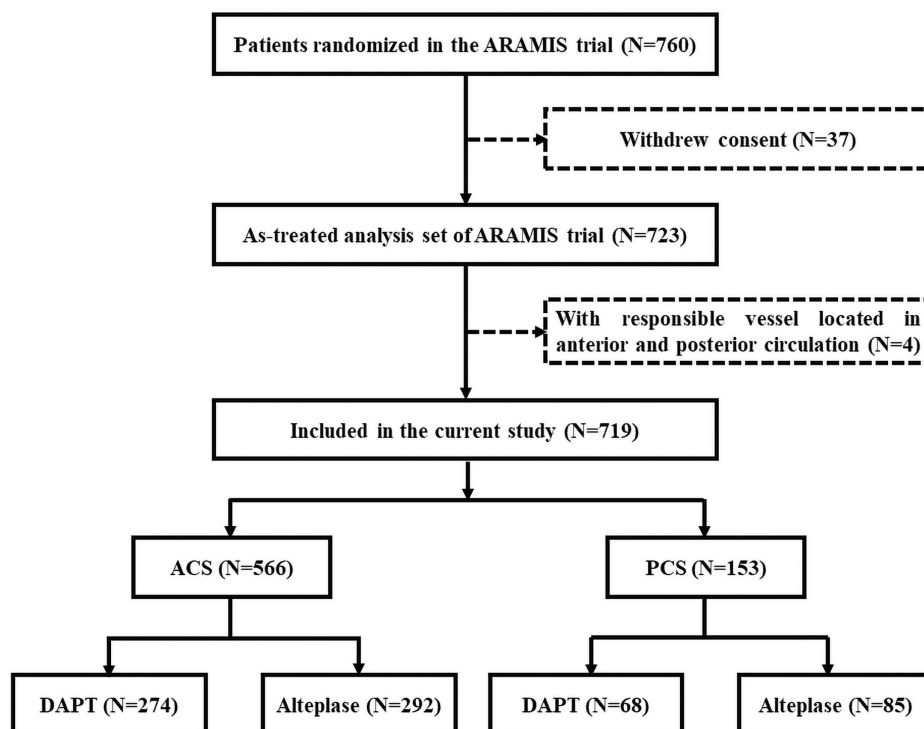 Patients randomized in the ARAMIS trial (N=760)
Withdrew consent (N=37)
As-treated analysis set of ARAMIS trial (N=723)
With responsible vessel located in
anterior and posterior circulation (N=4)
Included in the current study (N=719)
ACS (N=566)
PCS (N=153)
DAPT (N=274)
Alteplase (N=292)
DAPT (N=68)
Alteplase (N=85)